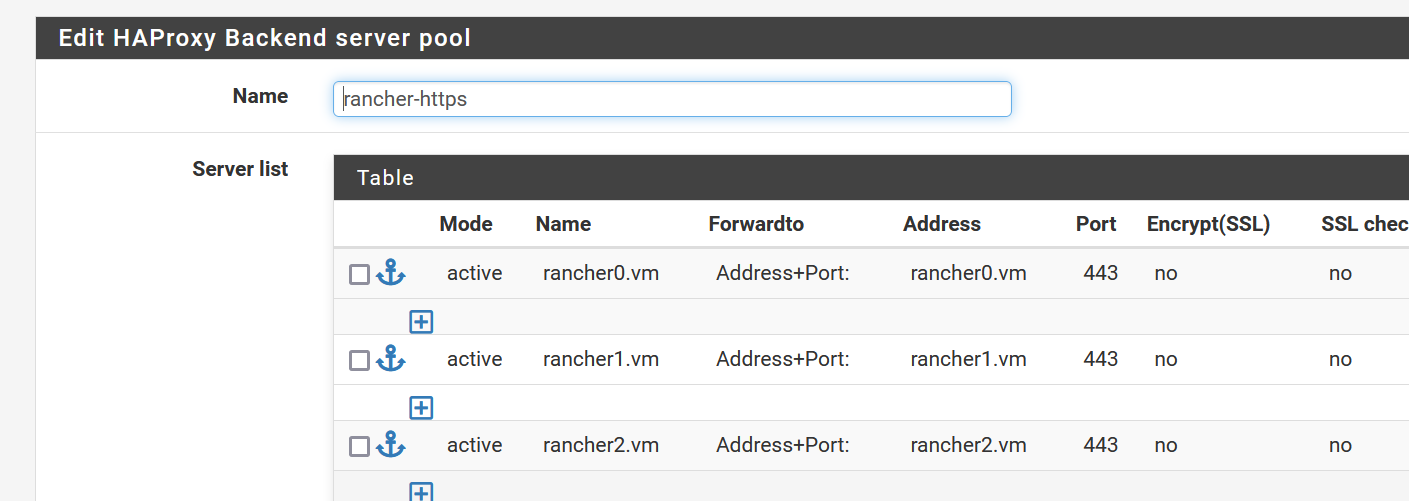 Edit HAProxy Backend server pool
Name
rancher-https
Server list
Table
Mode Name Forwardto Address Port Encrypt(SSL) SSL chec
active rancher0.vm Address+Port: rancher0.vm 443 no no
active rancher1.vm Address+Port: rancher1.vm 443 no no
active rancher2.vm Address+Port: rancher2.vm 443 no no